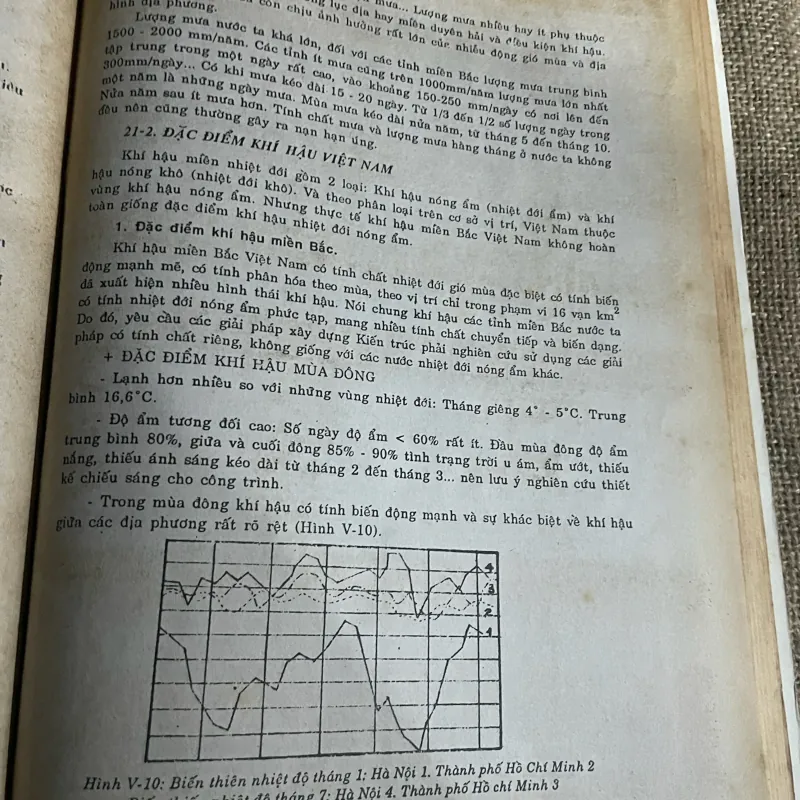 mưa... Lượng mưa nhiều hay ít phụ thuộc
lục địa hay miền duyên hải và điều kiện khí hậu.
hình địa phương. còn chịu ảnh hưởng rất lớn của nhiều động gió mùa và địa
Lượng mưa nước ta khá lớn, đối với các tỉnh miền Bắc lượng mưa trung bình
1500 - 2000 mm/năm. Các tỉnh ít mưa cũng trên 1000mm/năm lượng mưa lớn nhất
tập trung trong một ngày rất cao, vào khoảng 150-250 mm/ngày có nơi lên đến
300mm/ngày... Có khi mưa kéo dài 15 - 20 ngày. Từ 1/3 đến 1/2 số lượng ngày trong
một năm là những ngày mưa. Mùa mưa kéo dài nửa năm, từ tháng 5 đến tháng 10.
Nửa năm sau ít mưa hơn. Tính chất mưa và lượng mưa hàng tháng ở nước ta không
đều nên cũng thường gây ra nạn hạn úng.
21-2. ĐẶC ĐIỂM KHÍ HẬU VIỆT NAM
Khí hậu miền nhiệt đới gồm 2 loại: Khí hậu nóng ẩm (nhiệt đới ẩm) và khí
hậu nóng khô (nhiệt đới khô). Và theo phân loại trên cơ sở vị trí, Việt Nam thuộc
vùng khí hậu nóng ẩm. Nhưng thực tế khí hậu miền Bắc Việt Nam không hoàn
toàn giống đặc điểm khí hậu nhiệt đới nóng ẩm.
1. Đặc điểm khí hậu miền Bắc.
Khí hậu miền Bắc Việt Nam có tính chất nhiệt đới gió mùa đặc biệt có tính biến
động mạnh mẽ, có tính phân hóa theo mùa, theo vị trí chỉ trong phạm vi 16 vạn km²
đã xuất hiện nhiều hình thái khí hậu. Nói chung khí hậu các tỉnh miền Bắc nước ta
có tính nhiệt đới nóng ẩm phức tạp, mang nhiều tính chất chuyển tiếp và biến dạng.
Do đó, yêu cầu các giải pháp xây dựng Kiến trúc phải nghiên cứu sử dụng các giải
pháp có tính chất riêng, không giống với các nước nhiệt đới nóng ẩm khác.
+ ĐẶC ĐIỂM KHÍ HẬU MÙA ĐÔNG
- Lạnh hơn nhiều so với những vùng nhiệt đới: Tháng giêng 4° - 5°C. Trung
bình 16,6°C.
- Độ ẩm tương đối cao: Số ngày độ ẩm < 60% rất ít. Đầu mùa đông độ ẩm
trung bình 80%, giữa và cuối đông 85% - 90% tình trạng trời u ám, ẩm ướt, thiếu
nắng, thiếu ánh sáng kéo dài từ tháng 2 đến tháng 3... nên lưu ý nghiên cứu thiết
kế chiếu sáng cho công trình.
- Trong mùa đông khí hậu có tính biến động mạnh và sự khác biệt về khí hậu
giữa các địa phương rất rõ rệt (Hình V-10).
4
3
2
1
Hình V-10: Biến thiên nhiệt độ tháng 1; Hà Nội 1. Thành phố Hồ Chí Minh 2
Biến thiên nhiệt độ tháng 7: Hà Nội 4. Thành phố Hồ chí Minh 3